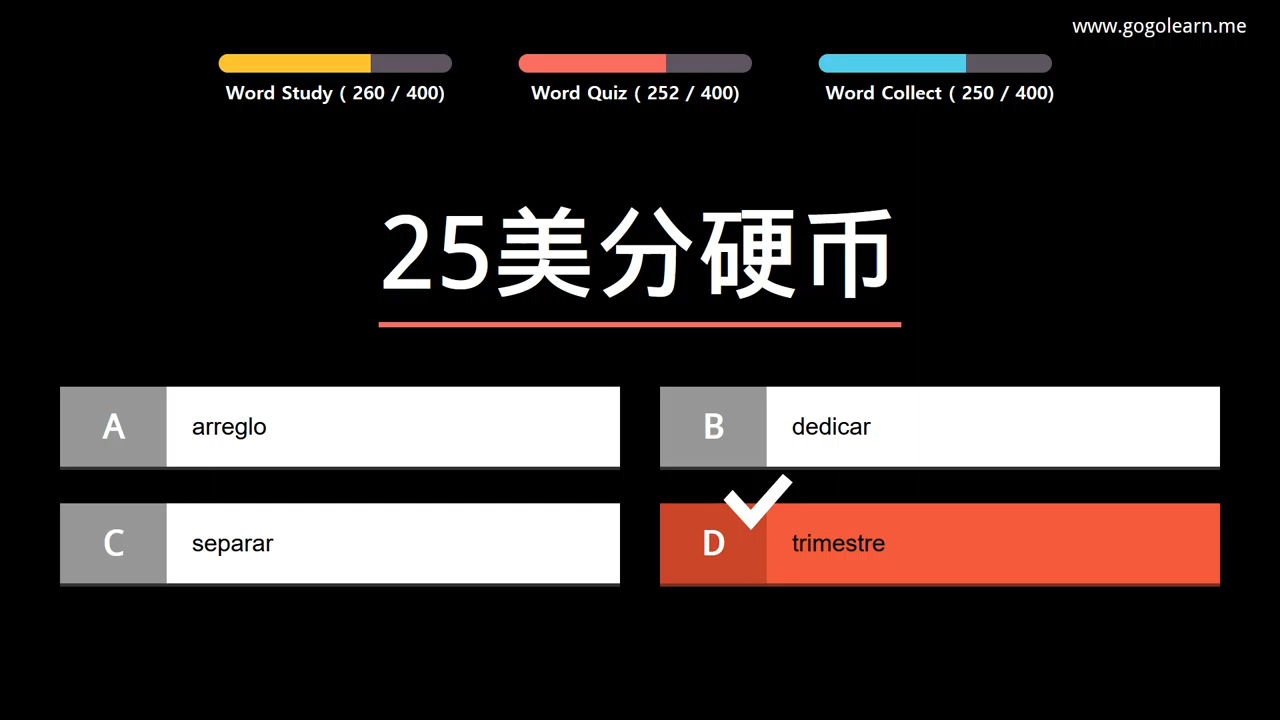 www.gogolearn.me
Word Study ( 260 / 400)
Word Quiz ( 252 / 400)
Word Collect ( 250 / 400)
25美分硬币
A arreglo
B dedicar
C separar
D trimestre